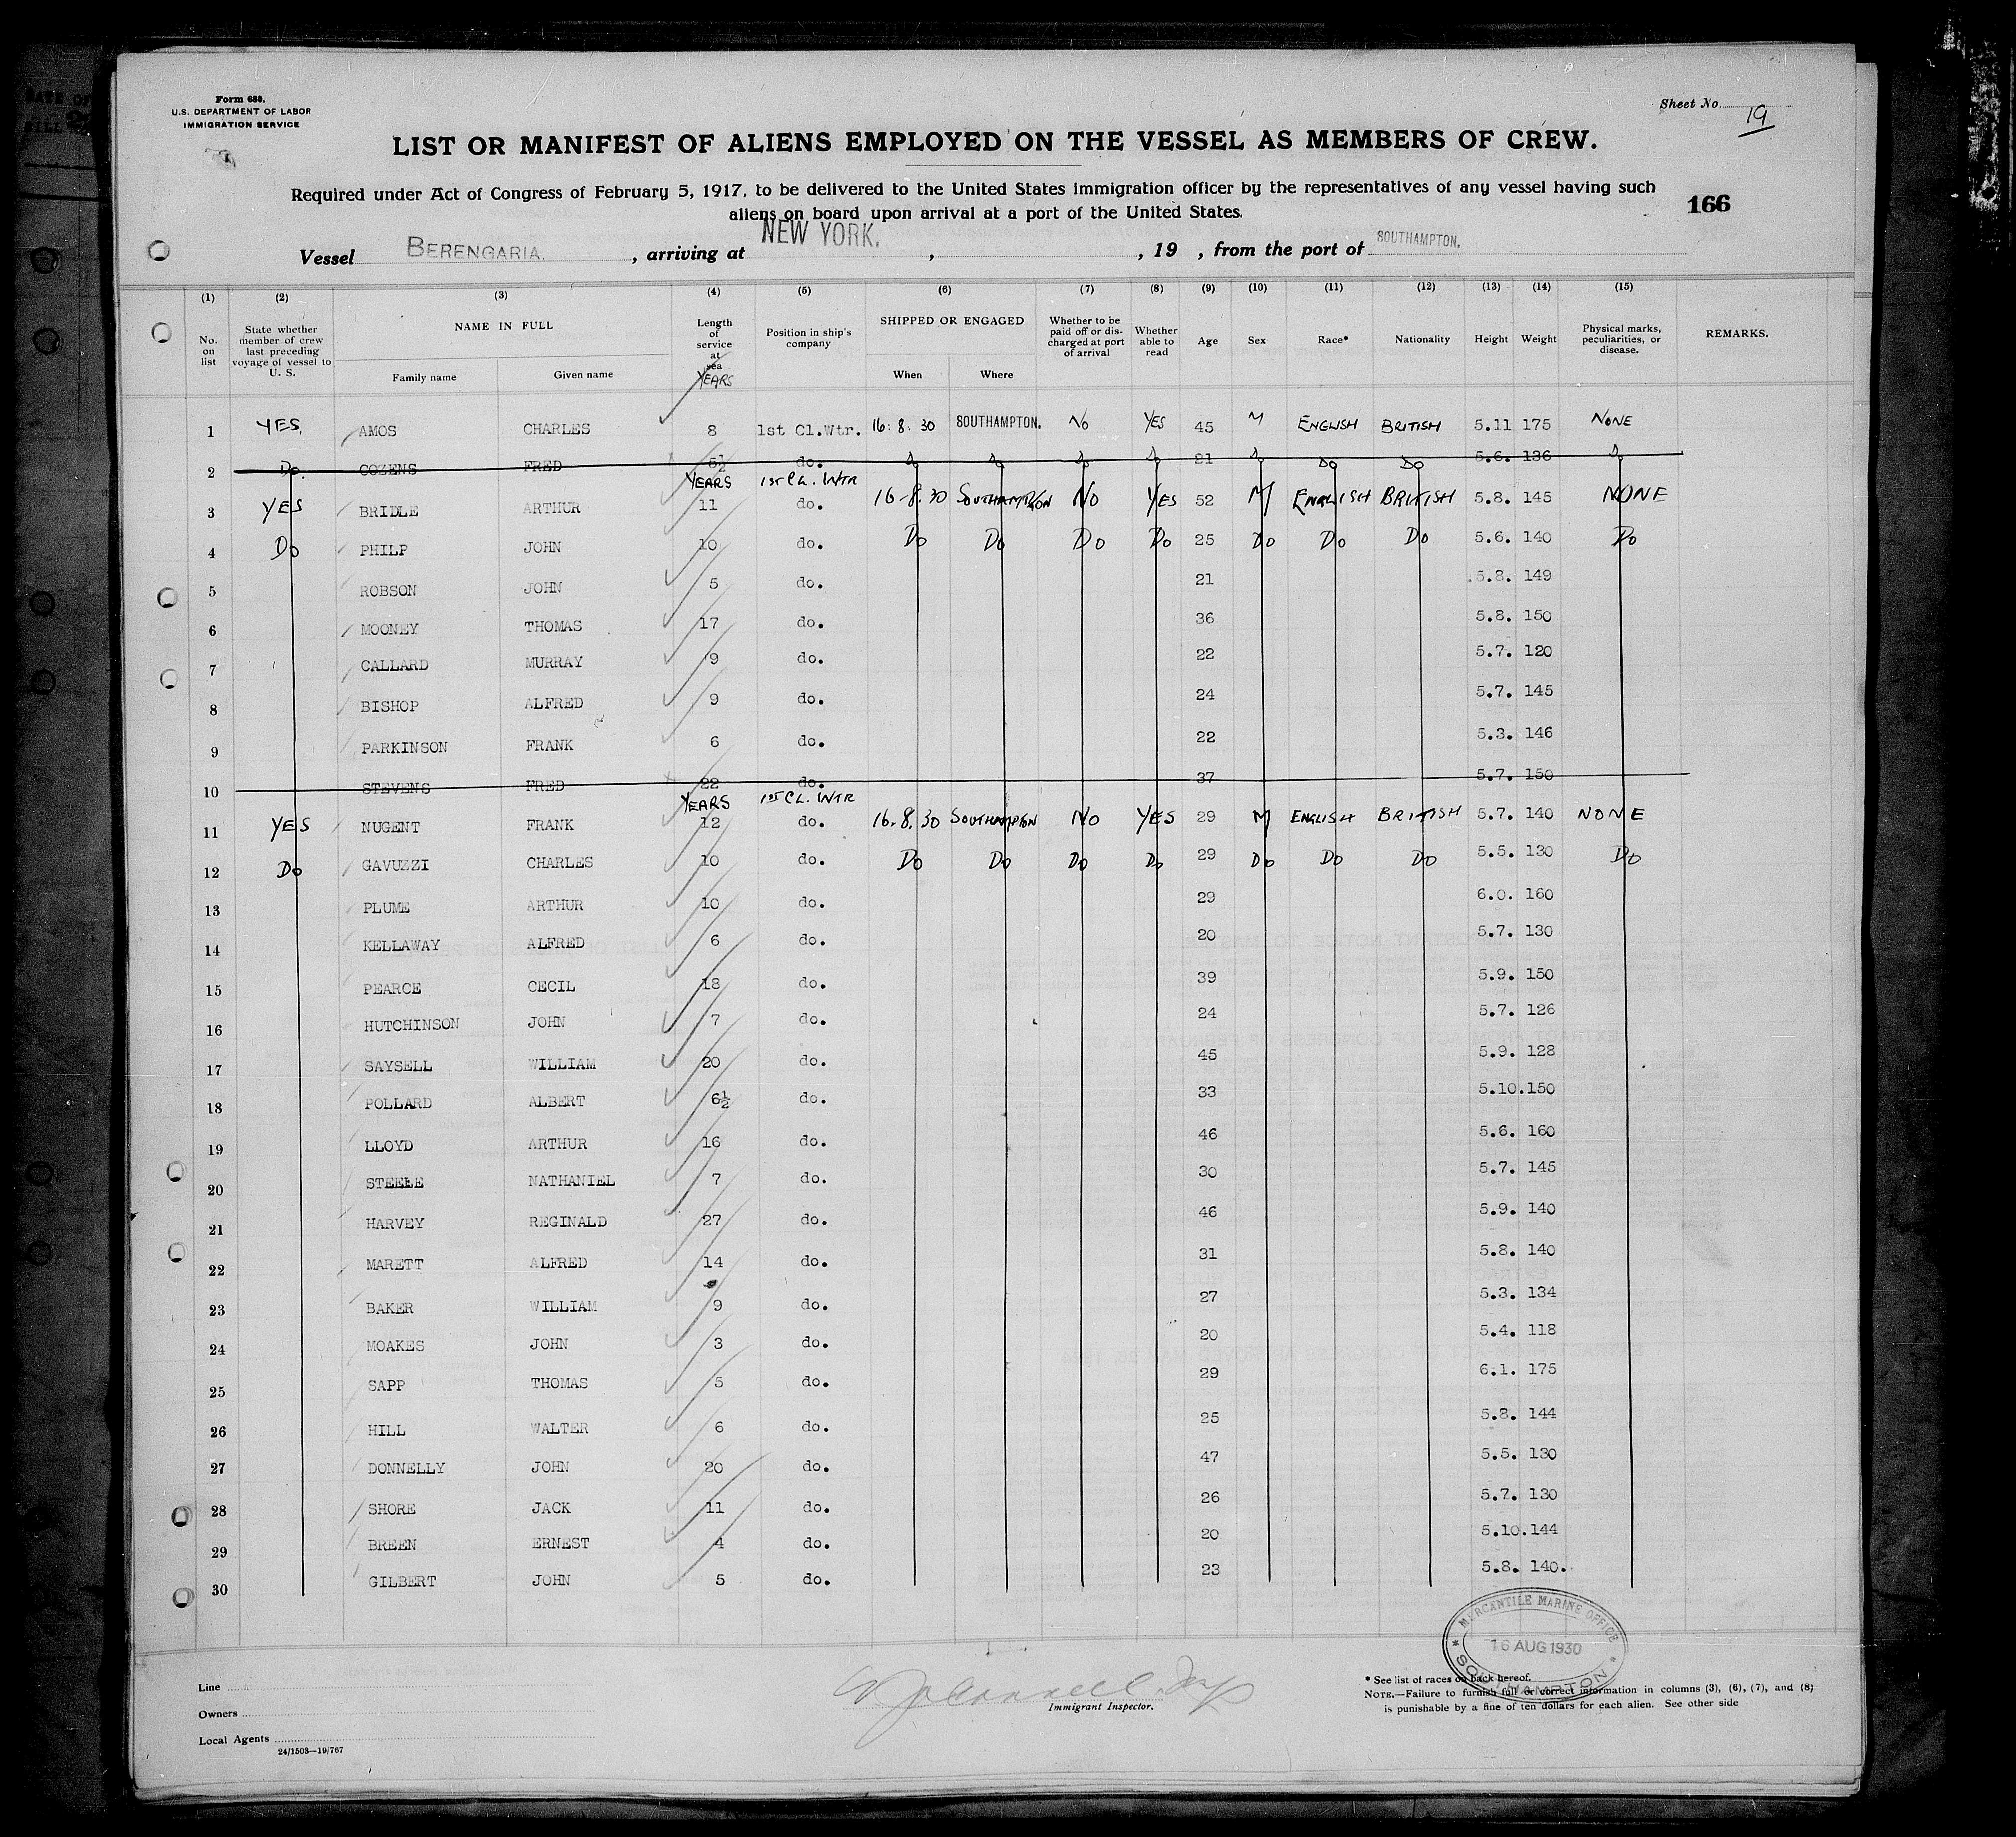 Form 680.
U.S. DEPARTMENT OF LABOR
IMMIGRATION SERVICE
Sheet No. 19
LIST OR MANIFEST OF ALIENS EMPLOYED ON THE VESSEL AS MEMBERS OF CREW.
Required under Act of Congress of February 5, 1917, to be delivered to the United States immigration officer by the representatives of any vessel having such
aliens on board upon arrival at a port of the United States.
166
Vessel BERENGARIA. , arriving at NEW YORK. , , 19 , from the port of SOUTHAMPTON.
(1) (2) (3) (4) (5) (6) (7) (8) (9) (10) (11) (12) (13) (14) (15)
No. on list State whether member of crew last preceding voyage of vessel to U. S. NAME IN FULL Length of service at sea YEARS Position in ship's company SHIPPED OR ENGAGED Whether to be paid off or discharged at port of arrival Whether able to read Age Sex Race* Nationality Height Weight Physical marks, peculiarities, or disease. REMARKS.
Family name Given name When Where
1 YES. AMOS CHARLES 8 1st Cl.Wtr. 16.8.30 SOUTHAMPTON. No YES 45 M ENGLISH BRITISH 5.11 175 NONE
2 Do. COZENS FRED 5½ do. Do Do Do Do 21 Do Do Do 5.6. 136 Do
YEARS 1ST CL. WTR
3 YES BRIDLE ARTHUR 11 do. 16-8.30 SOUTHAMPTON NO YES 52 M ENGLISH BRITISH 5.8. 145 NONE
4 Do PHILP JOHN 10 do. Do Do Do Do 25 Do Do Do 5.6. 140 Do
5 ROBSON JOHN 5 do. 21 5.8. 149
6 MOONEY THOMAS 17 do. 36 5.8. 150
7 CALLARD MURRAY 9 do. 22 5.7. 120
8 BISHOP ALFRED 9 do. 24 5.7. 145
9 PARKINSON FRANK 6 do. 22 5.3. 146
10 STEVENS FRED 22 do. 37 5.7. 150
YEARS 1ST CL. WTR
11 YES NUGENT FRANK 12 do. 16.8.30 SOUTHAMPTON NO YES 29 M ENGLISH BRITISH 5.7. 140 NONE
12 Do GAVUZZI CHARLES 10 do. Do Do Do Do 29 Do Do Do 5.5. 130 Do
13 PLUME ARTHUR 10 do. 29 6.0. 160
14 KELLAWAY ALFRED 6 do. 20 5.7. 130
15 PEARCE CECIL 18 do. 39 5.9. 150
16 HUTCHINSON JOHN 7 do. 24 5.7. 126
17 SAYSELL WILLIAM 20 do. 45 5.9. 128
18 POLLARD ALBERT 6½ do. 33 5.10.150
19 LLOYD ARTHUR 16 do. 46 5.6. 160
20 STEELE NATHANIEL 7 do. 30 5.7. 145
21 HARVEY REGINALD 27 do. 46 5.9. 140
22 MARETT ALFRED 14 do. 31 5.8. 140
23 BAKER WILLIAM 9 do. 27 5.3. 134
24 MOAKES JOHN 3 do. 20 5.4. 118
25 SAPP THOMAS 5 do. 29 6.1. 175
26 HILL WALTER 6 do. 25 5.8. 144
27 DONNELLY JOHN 20 do. 47 5.5. 130
28 SHORE JACK 11 do. 26 5.7. 130
29 BREEN ERNEST 4 do. 20 5.10.144
30 GILBERT JOHN 5 do. 23 5.8. 140.
MERCANTILE MARINE OFFICE
16 AUG 1930
SOUTHAMPTON
Line
Owners
Local Agents
24/1503—19/767
Immigrant Inspector.
* See list of races on back hereof.
NOTE.—Failure to furnish full or correct information in columns (3), (6), (7), and (8)
is punishable by a fine of ten dollars for each alien. See other side